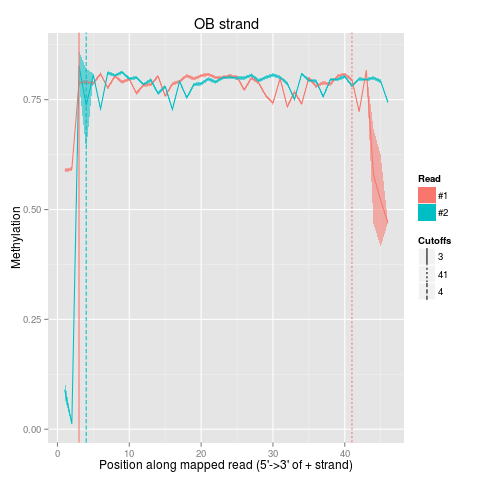 OB strand
Methylation
0.75
0.50
0.25
0.00
0
10
20
30
40
Position along mapped read (5'->3' of + strand)
Read
#1
#2
Cutoffs
3
41
4